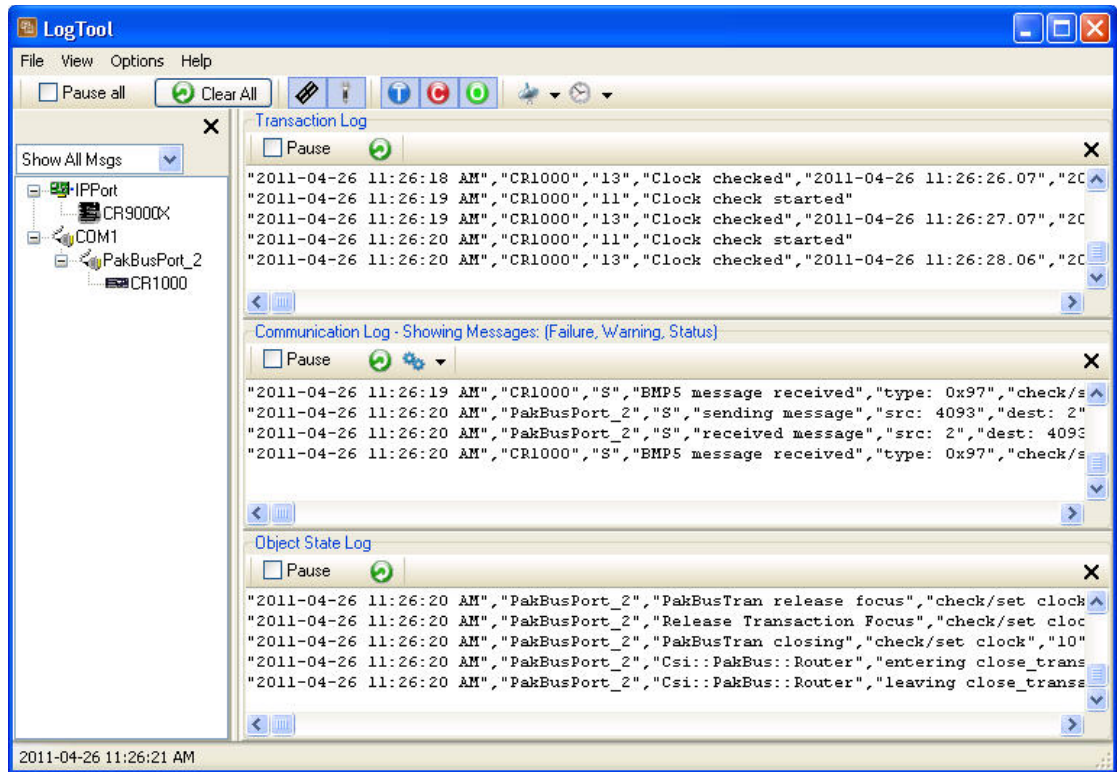 LogTool
File View Options Help
Pause all Clear All T C O
Show All Msgs
IPPort
CR9000X
COM1
PakBusPort_2
CR1000
Transaction Log
Pause
"2011-04-26 11:26:18 AM","CR1000","13","Clock checked","2011-04-26 11:26:26.07","20
"2011-04-26 11:26:19 AM","CR1000","11","Clock check started"
"2011-04-26 11:26:19 AM","CR1000","13","Clock checked","2011-04-26 11:26:27.07","20
"2011-04-26 11:26:20 AM","CR1000","11","Clock check started"
"2011-04-26 11:26:20 AM","CR1000","13","Clock checked","2011-04-26 11:26:28.06","20
Communication Log - Showing Messages: (Failure, Warning, Status)
Pause
"2011-04-26 11:26:19 AM","CR1000","S","BMP5 message received","type: 0x97","check/s
"2011-04-26 11:26:20 AM","PakBusPort_2","S","sending message","src: 4093","dest: 2"
"2011-04-26 11:26:20 AM","PakBusPort_2","S","received message","src: 2","dest: 4093
"2011-04-26 11:26:20 AM","CR1000","S","BMP5 message received","type: 0x97","check/s
Object State Log
Pause
"2011-04-26 11:26:20 AM","PakBusPort_2","PakBusTran release focus","check/set clock
"2011-04-26 11:26:20 AM","PakBusPort_2","Release Transaction Focus","check/set cloc
"2011-04-26 11:26:20 AM","PakBusPort_2","PakBusTran closing","check/set clock","10"
"2011-04-26 11:26:20 AM","PakBusPort_2","Csi::PakBus::Router","entering close_trans
"2011-04-26 11:26:20 AM","PakBusPort_2","Csi::PakBus::Router","leaving close_transa
2011-04-26 11:26:21 AM